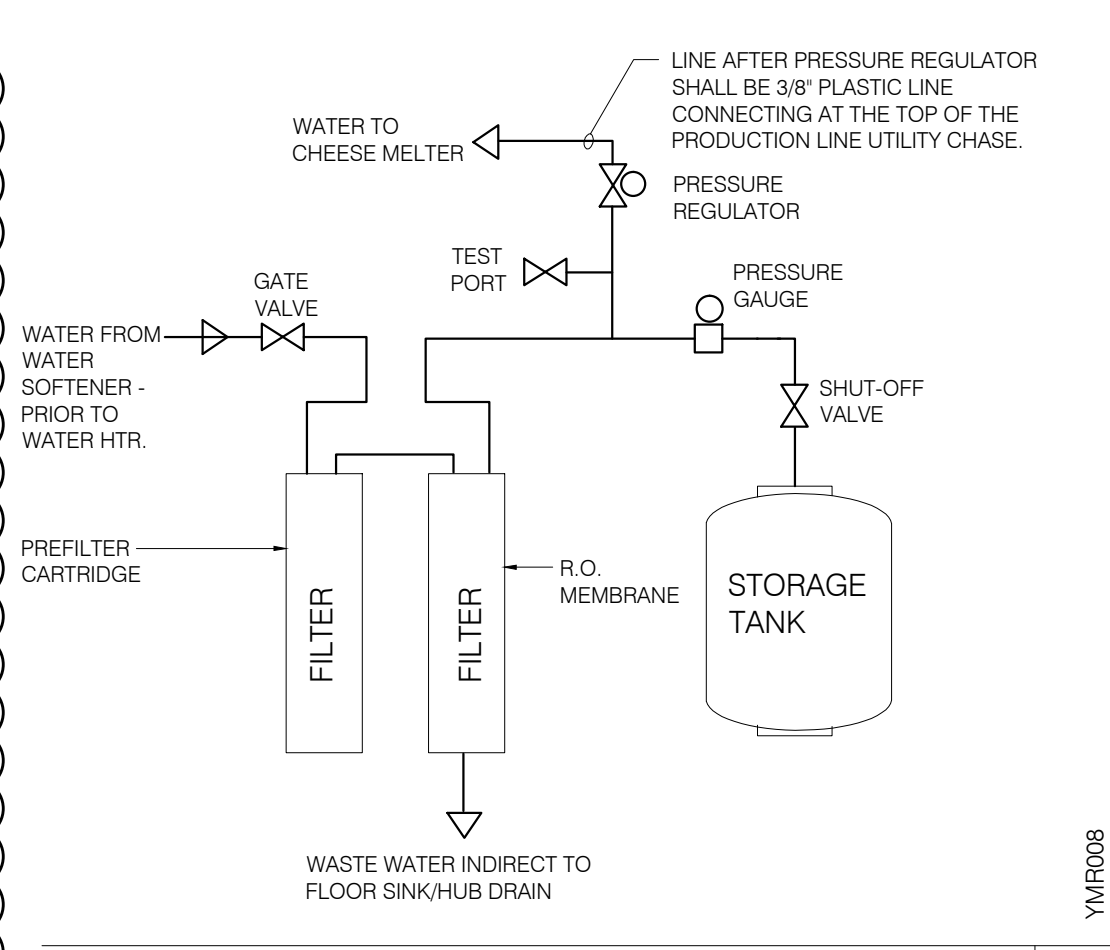 LINE AFTER PRESSURE REGULATOR
SHALL BE 3/8" PLASTIC LINE
CONNECTING AT THE TOP OF THE
PRODUCTION LINE UTILITY CHASE.
WATER TO
CHEESE MELTER
PRESSURE
REGULATOR
TEST
PORT
PRESSURE
GAUGE
GATE
VALVE
WATER FROM
WATER
SOFTENER -
PRIOR TO
WATER HTR.
SHUT-OFF
VALVE
PREFILTER
CARTRIDGE
FILTER
FILTER
R.O.
MEMBRANE
STORAGE
TANK
WASTE WATER INDIRECT TO
FLOOR SINK/HUB DRAIN
YMR008